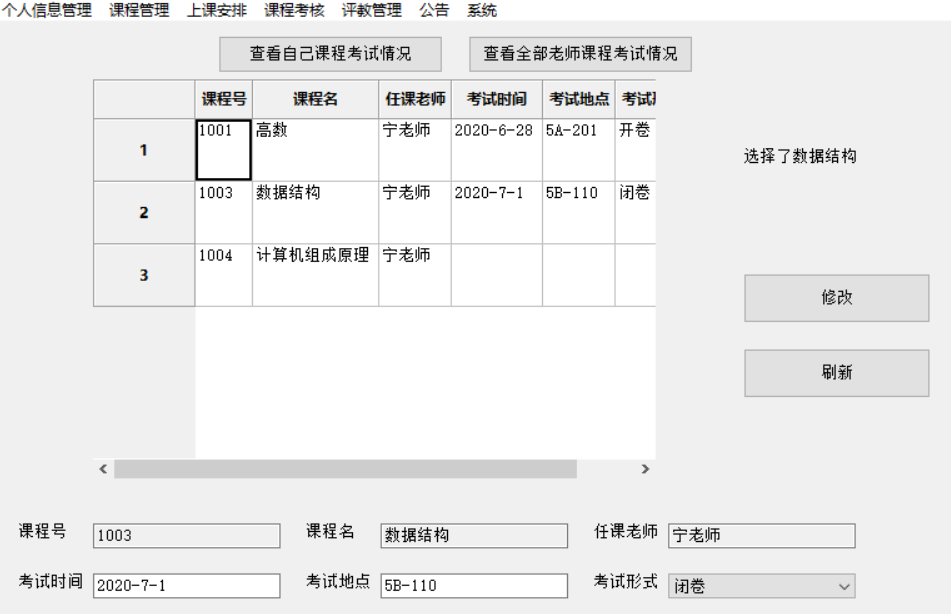 个人信息管理 课程管理 上课安排 课程考核 评教管理 公告 系统
查看自己课程考试情况 查看全部老师课程考试情况
课程号 课程名 任课老师 考试时间 考试地点 考试
1 1001 高数 宁老师 2020-6-28 5A-201 开卷
2 1003 数据结构 宁老师 2020-7-1 5B-110 闭卷
3 1004 计算机组成原理 宁老师
选择了数据结构
修改
刷新
课程号 1003 课程名 数据结构 任课老师 宁老师
考试时间 2020-7-1 考试地点 5B-110 考试形式 闭卷